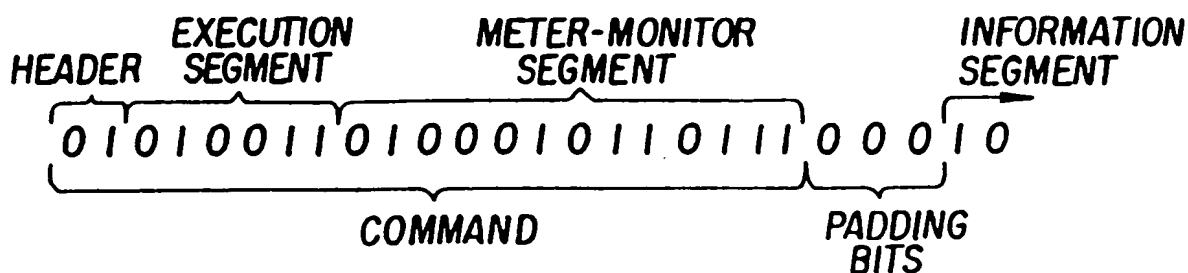 EXECUTION METER-MONITOR INFORMATION
HEADER SEGMENT SEGMENT SEGMENT
0 1 0 1 0 0 1 1 0 1 0 0 0 1 0 1 1 0 1 1 1 0 0 0 1 0
COMMAND PADDING
BITS